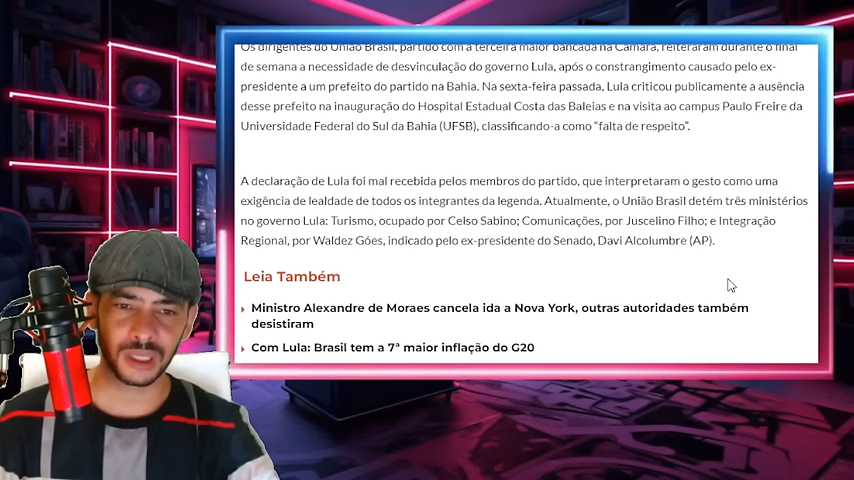 Os dirigentes do União Brasil, partido com a terceira maior bancada na Câmara, reiteraram durante o final
de semana a necessidade de desvinculação do governo Lula, após o constrangimento causado pelo ex-
presidente a um prefeito do partido na Bahia. Na sexta-feira passada, Lula criticou publicamente a ausência
desse prefeito na inauguração do Hospital Estadual Costa das Baleias e na visita ao campus Paulo Freire da
Universidade Federal do Sul da Bahia (UFSB), classificando-a como “falta de respeito”.
A declaração de Lula foi mal recebida pelos membros do partido, que interpretaram o gesto como uma
exigência de lealdade de todos os integrantes da legenda. Atualmente, o União Brasil detém três ministérios
no governo Lula: Turismo, ocupado por Celso Sabino; Comunicações, por Juscelino Filho; e Integração
Regional, por Waldez Góes, indicado pelo ex-presidente do Senado, Davi Alcolumbre (AP).
Leia Também
Ministro Alexandre de Moraes cancela ida a Nova York, outras autoridades também
desistiram
Com Lula: Brasil tem a 7ª maior inflação do G20